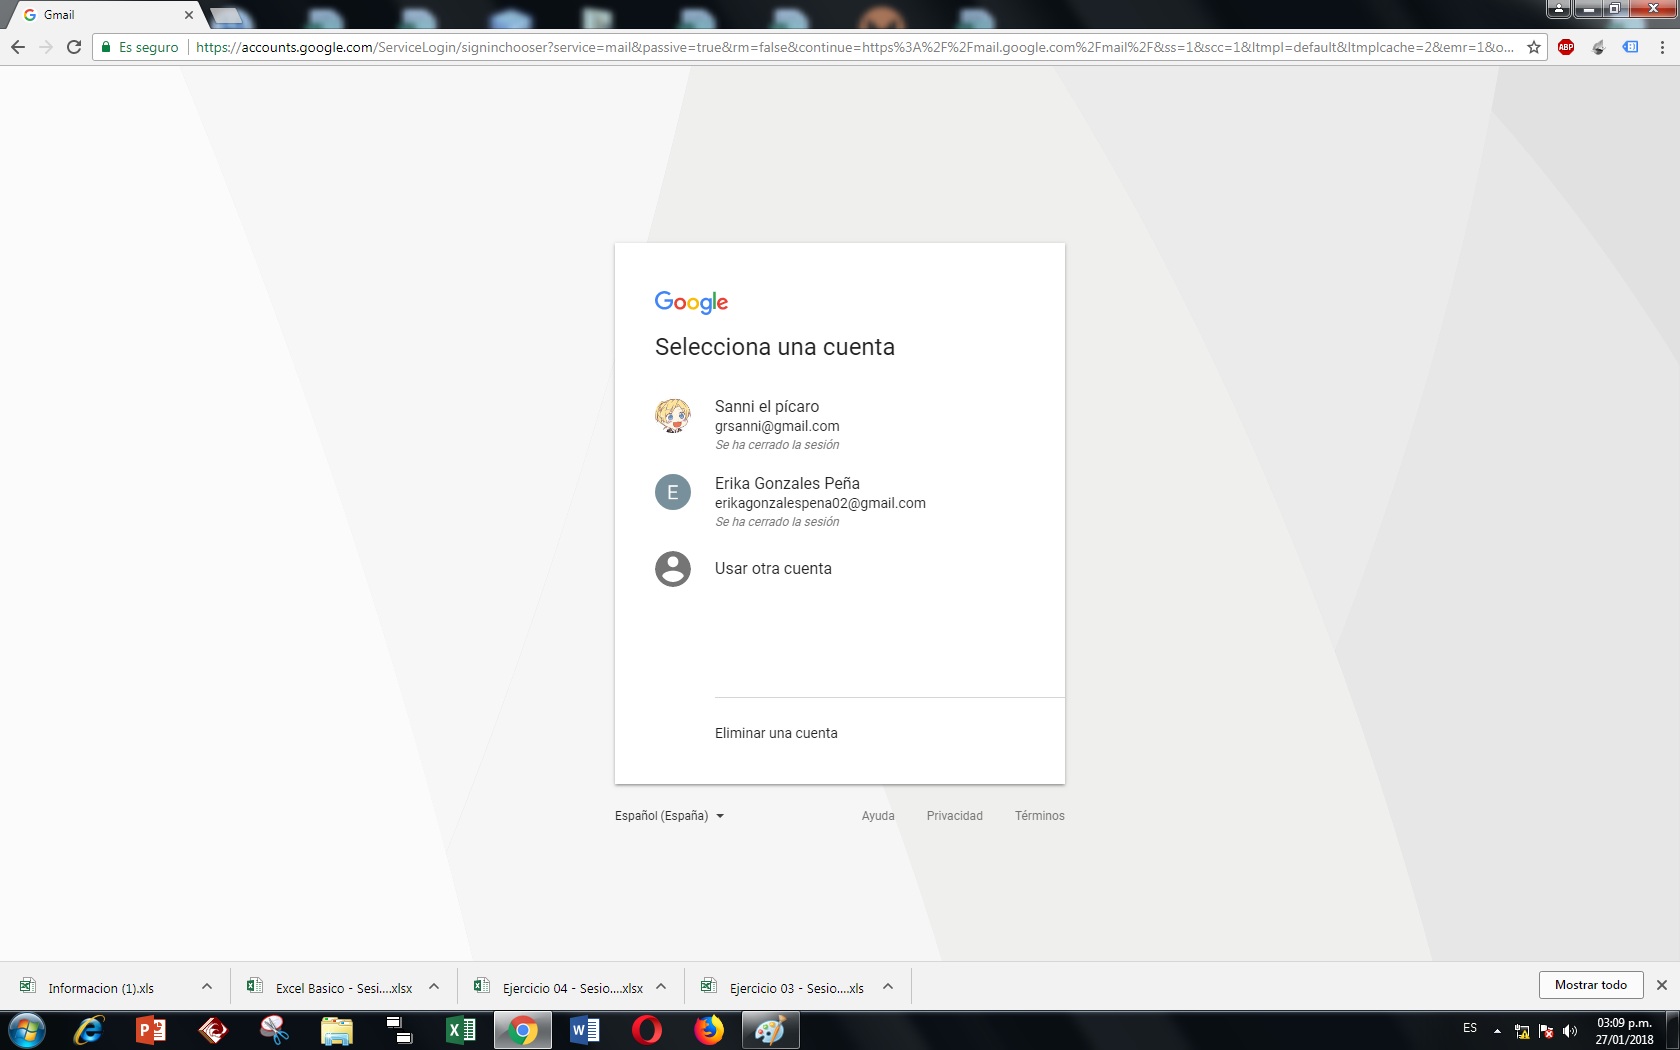 Gmail
Es seguro
https://accounts.google.com/ServiceLogin/signinchooser?service=mail&passive=true&rm=false&continue=https%3A%2F%2Fmail.google.com%2Fmail%2F&ss=1&scc=1&ltmpl=default&ltmplcache=2&emr=1&o...
ABP
Google
Selecciona una cuenta
Sanni el pícaro
grsanni@gmail.com
Se ha cerrado la sesión
E
Erika Gonzales Peña
erikagonzalespena02@gmail.com
Se ha cerrado la sesión
Usar otra cuenta
Eliminar una cuenta
Español (España)
Ayuda
Privacidad
Términos
Informacion (1).xls
Excel Basico - Sesi....xlsx
Ejercicio 04 - Sesio....xlsx
Ejercicio 03 - Sesio....xls
Mostrar todo
ES
03:09 p.m.
27/01/2018